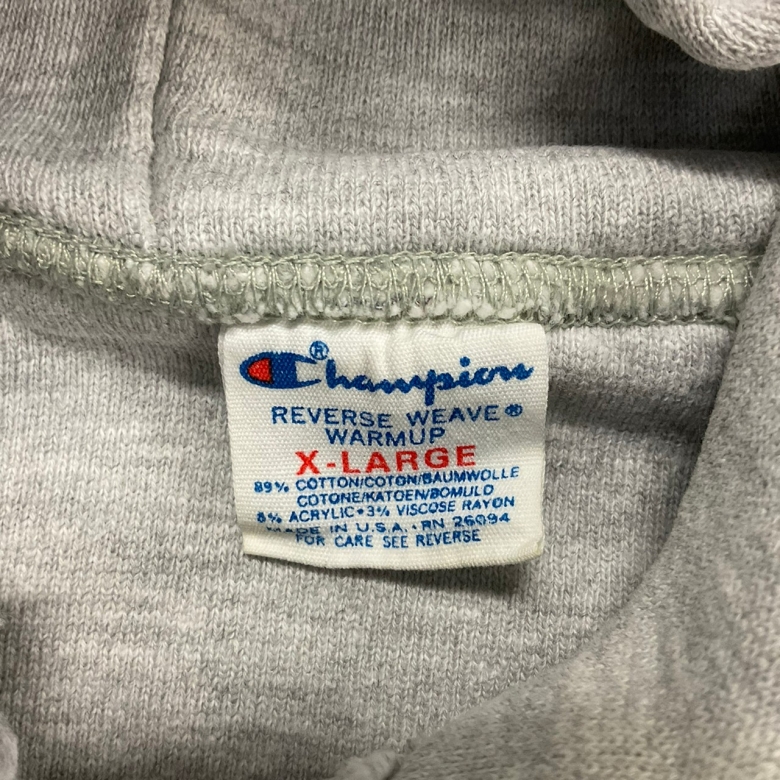 Champion®
REVERSE WEAVE®
WARMUP
X-LARGE
89% COTTON/COTON/BAUMWOLLE
COTONE/KATOEN/BOMULD
8% ACRYLIC•3% VISCOSE RAYON
MADE IN U.S.A.·RN 26094
FOR CARE SEE REVERSE